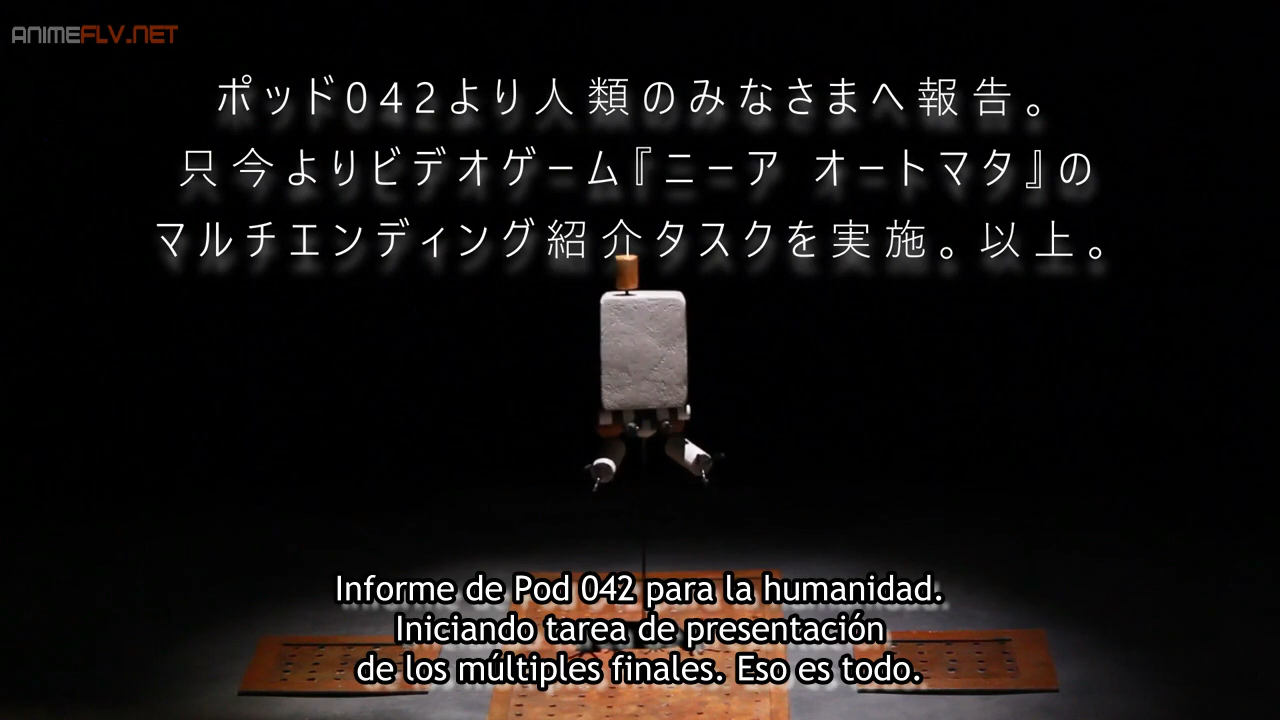 ANIMEFLV.NET
ポッド042より人類のみなさまへ報告。
只今よりビデオゲーム『ニーア オートマタ』の
マルチエンディング紹介タスクを実施。以上。
Informe de Pod 042 para la humanidad.
Iniciando tarea de presentación
de los múltiples finales. Eso es todo.